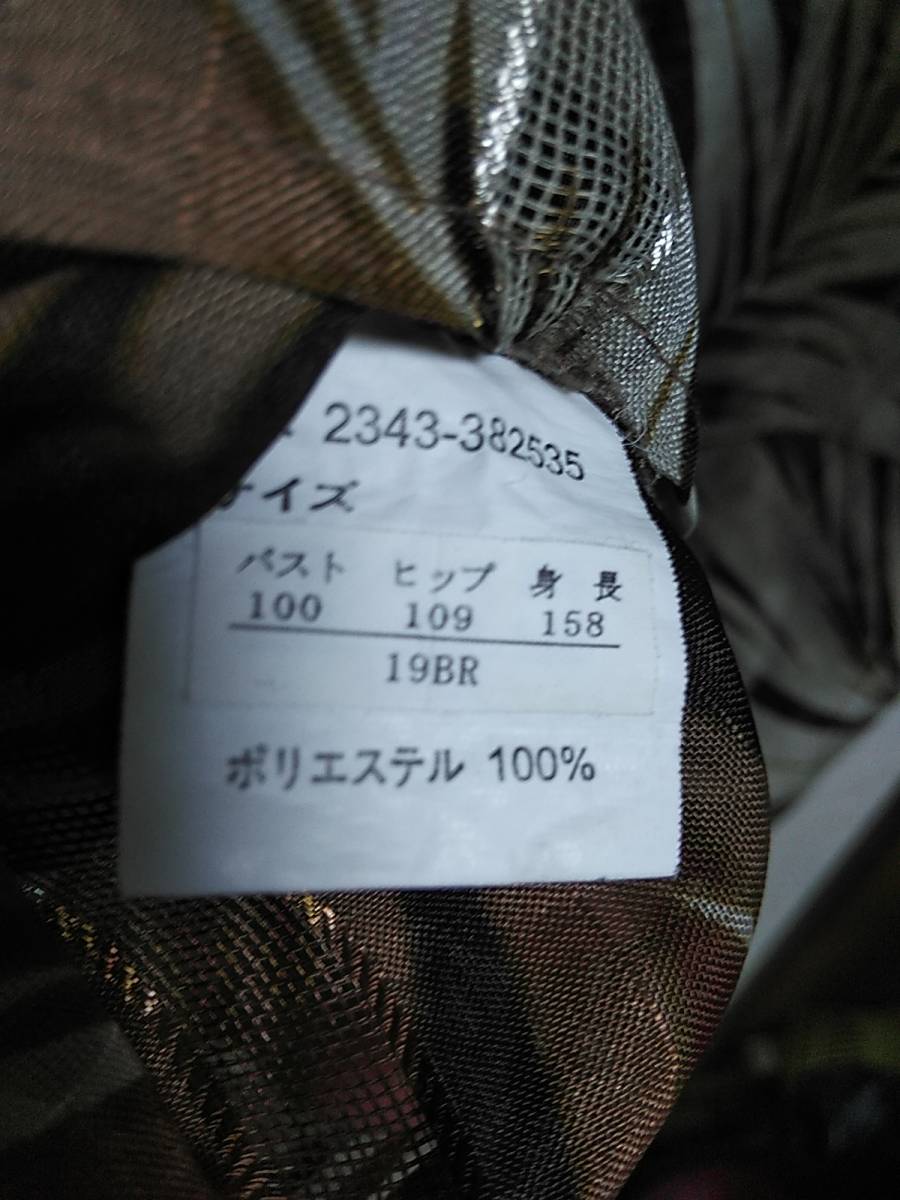 2343-382535
サイズ
バスト ヒップ 身長
100 109 158
19BR
ポリエステル 100%